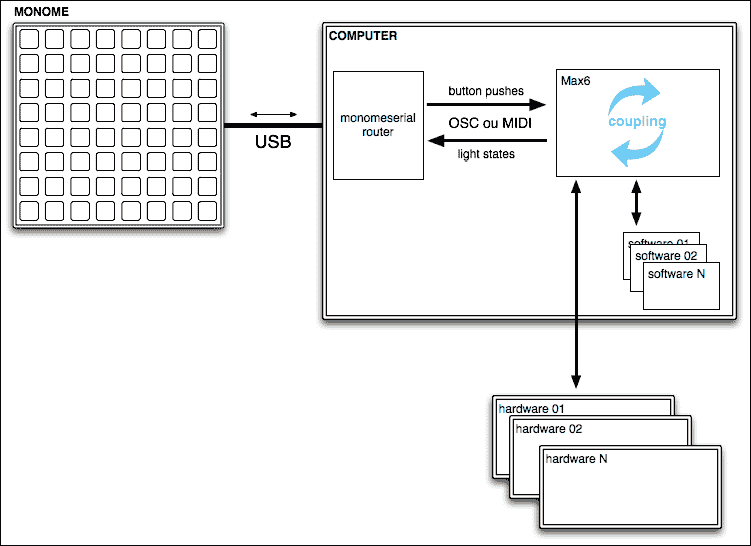 MONOME
COMPUTER
USB
monomeserial
router
button pushes
OSC ou MIDI
light states
Max6
coupling
software 01
software 02
software N
hardware 01
hardware 02
hardware N